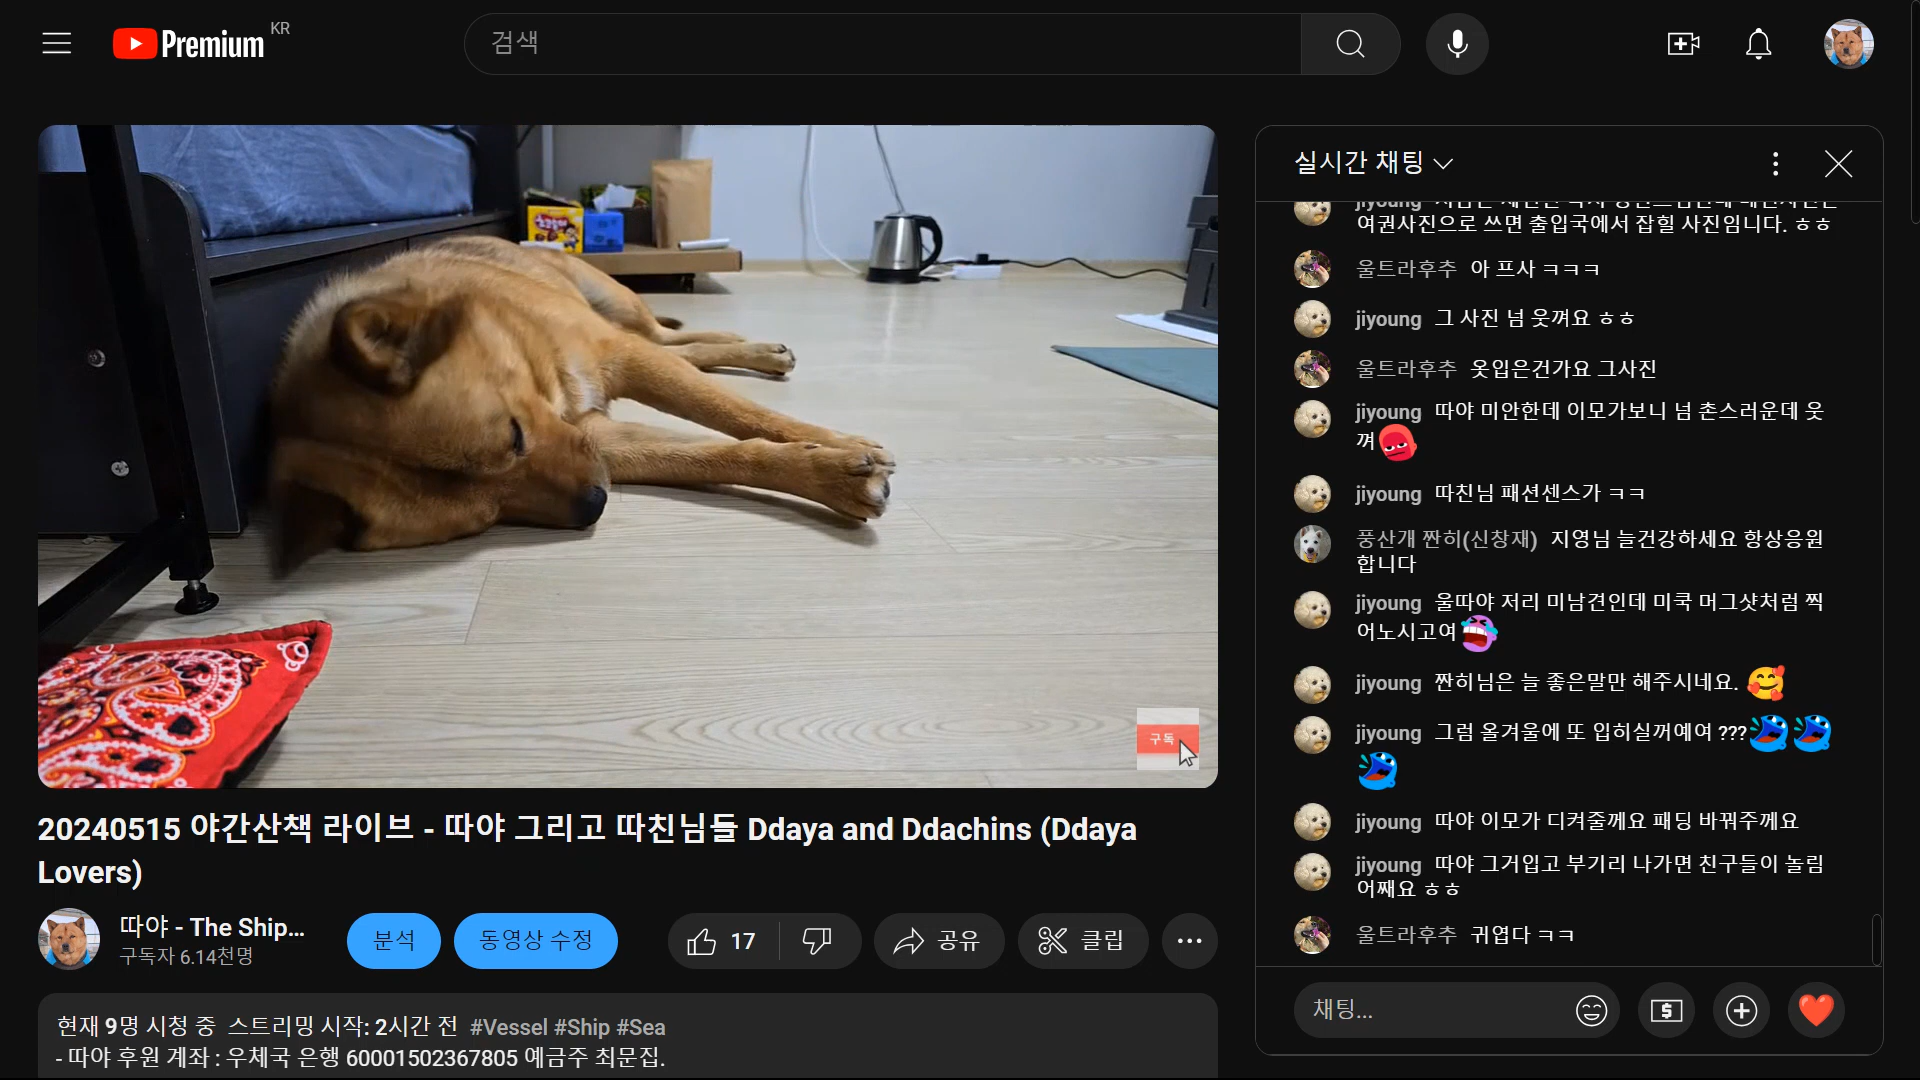 Premium KR
검색
실시간 채팅
jiyoung
여권사진으로 쓰면 출입국에서 잡힐 사진입니다. ㅎㅎ
울트라후추 아 프사 ㅋㅋㅋ
jiyoung 그 사진 넘 웃껴요 ㅎㅎ
울트라후추 옷입은건가요 그사진
jiyoung 따야 미안한데 이모가보니 넘 촌스러운데 웃
껴
jiyoung 따친님 패션센스가 ㅋㅋ
풍산개 짠히(신창재) 지영님 늘건강하세요 항상응원
합니다
jiyoung 울따야 저리 미남견인데 미쿡 머그샷처럼 찍
어노시고여
jiyoung 짠히님은 늘 좋은말만 해주시네요.
jiyoung 그럼 올겨울에 또 입히실꺼예여 ???
jiyoung 따야 이모가 디켜줄께요 패딩 바꿔주께요
jiyoung 따야 그거입고 부기리 나가면 친구들이 놀림
어째요 ㅎㅎ
울트라후추 귀엽다 ㅋㅋ
채팅...
구독
20240515 야간산책 라이브 - 따야 그리고 따친님들 Ddaya and Ddachins (Ddaya
Lovers)
따야 - The Ship...
구독자 6.14천명
분석
동영상 수정
17
공유
클립
현재 9명 시청 중 스트리밍 시작: 2시간 전 #Vessel #Ship #Sea
- 따야 후원 계좌 : 우체국 은행 60001502367805 예금주 최문집.